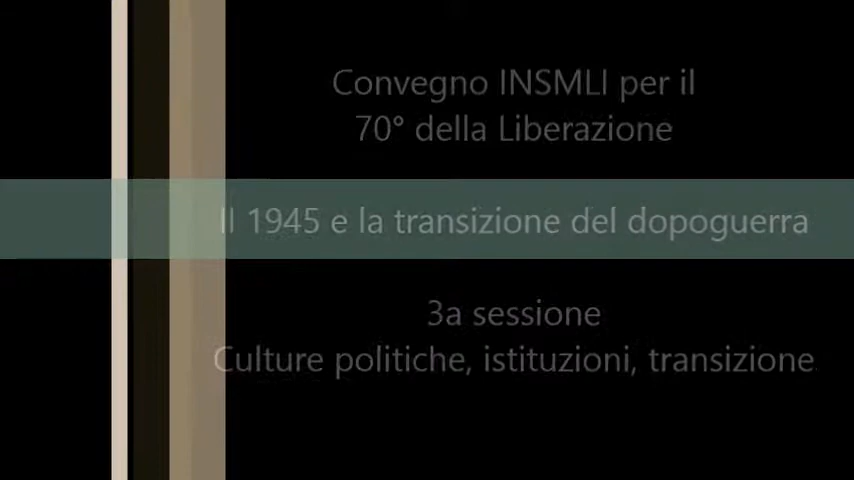 Convegno INSMLI per il
70° della Liberazione
Il 1945 e la transizione del dopoguerra
3a sessione
Culture politiche, istituzioni, transizione